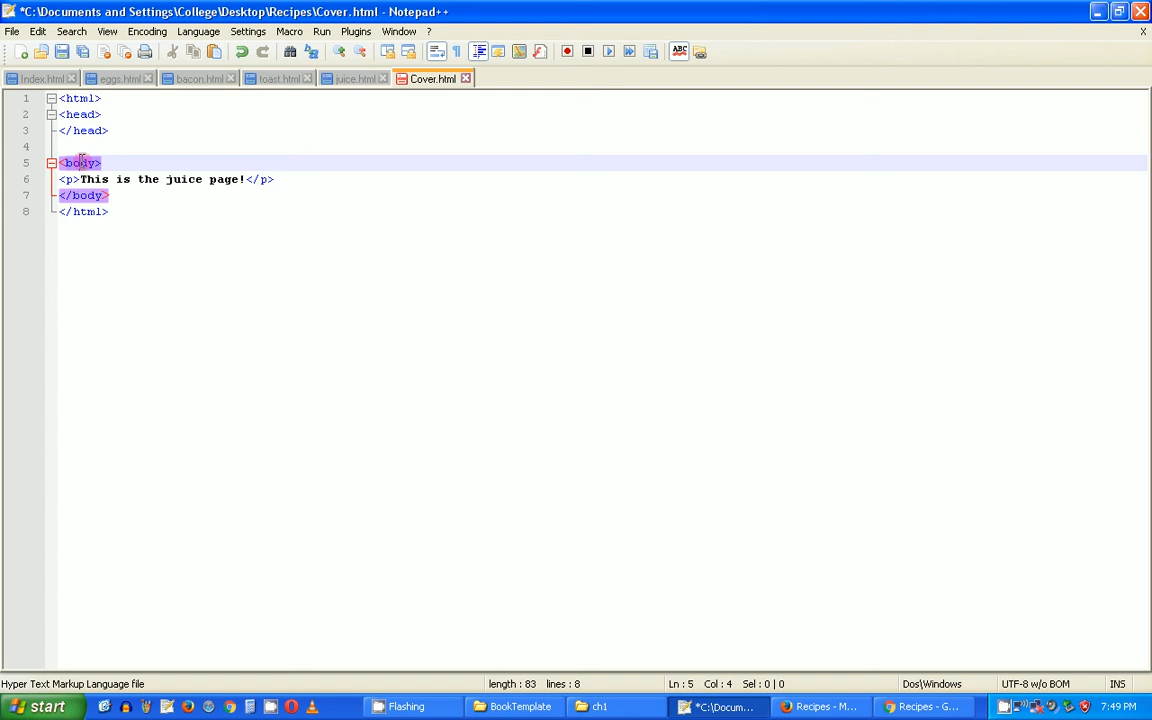 *C:\Documents and Settings\College\Desktop\Recipes\Cover.html - Notepad++
File Edit Search View Encoding Language Settings Macro Run Plugins Window ? X
Index.html eggs.html bacon.html toast.html juice.html Cover.html
1 <html>
2 <head>
3 </head>
4
5 <body>
6 <p>This is the juice page!</p>
7 </body>
8 </html>
Hyper Text Markup Language file length : 83 lines : 8 Ln : 5 Col : 4 Sel : 0 | 0 Dos\Windows UTF-8 w/o BOM INS
start Flashing BookTemplate ch1 *C:\Docum... Recipes - M... Recipes - G... 7:49 PM